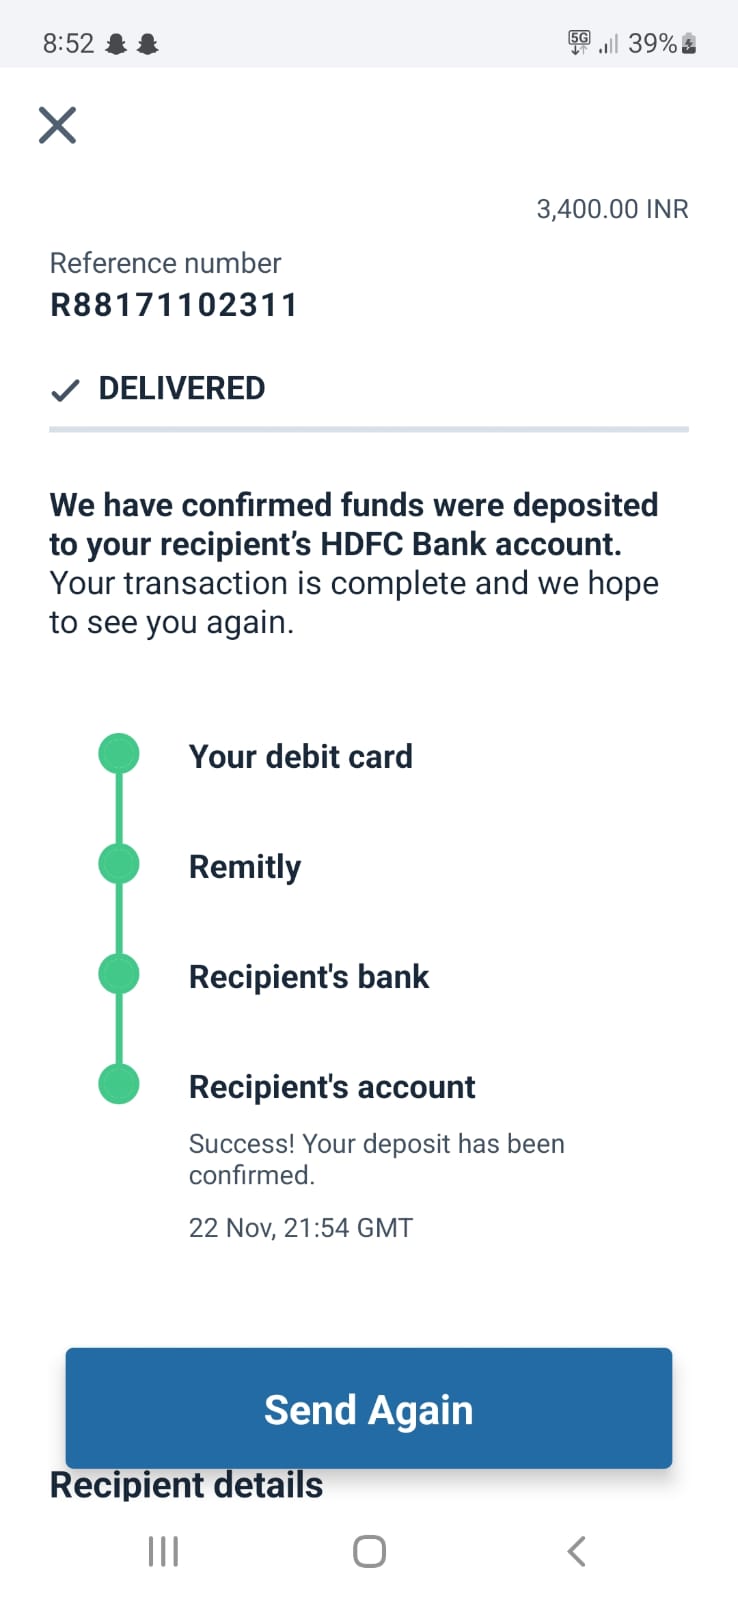 8:52
5G
39%
3,400.00 INR
Reference number
R88171102311
DELIVERED
We have confirmed funds were deposited
to your recipient’s HDFC Bank account.
Your transaction is complete and we hope
to see you again.
Your debit card
Remitly
Recipient's bank
Recipient's account
Success! Your deposit has been
confirmed.
22 Nov, 21:54 GMT
Send Again
Recipient details